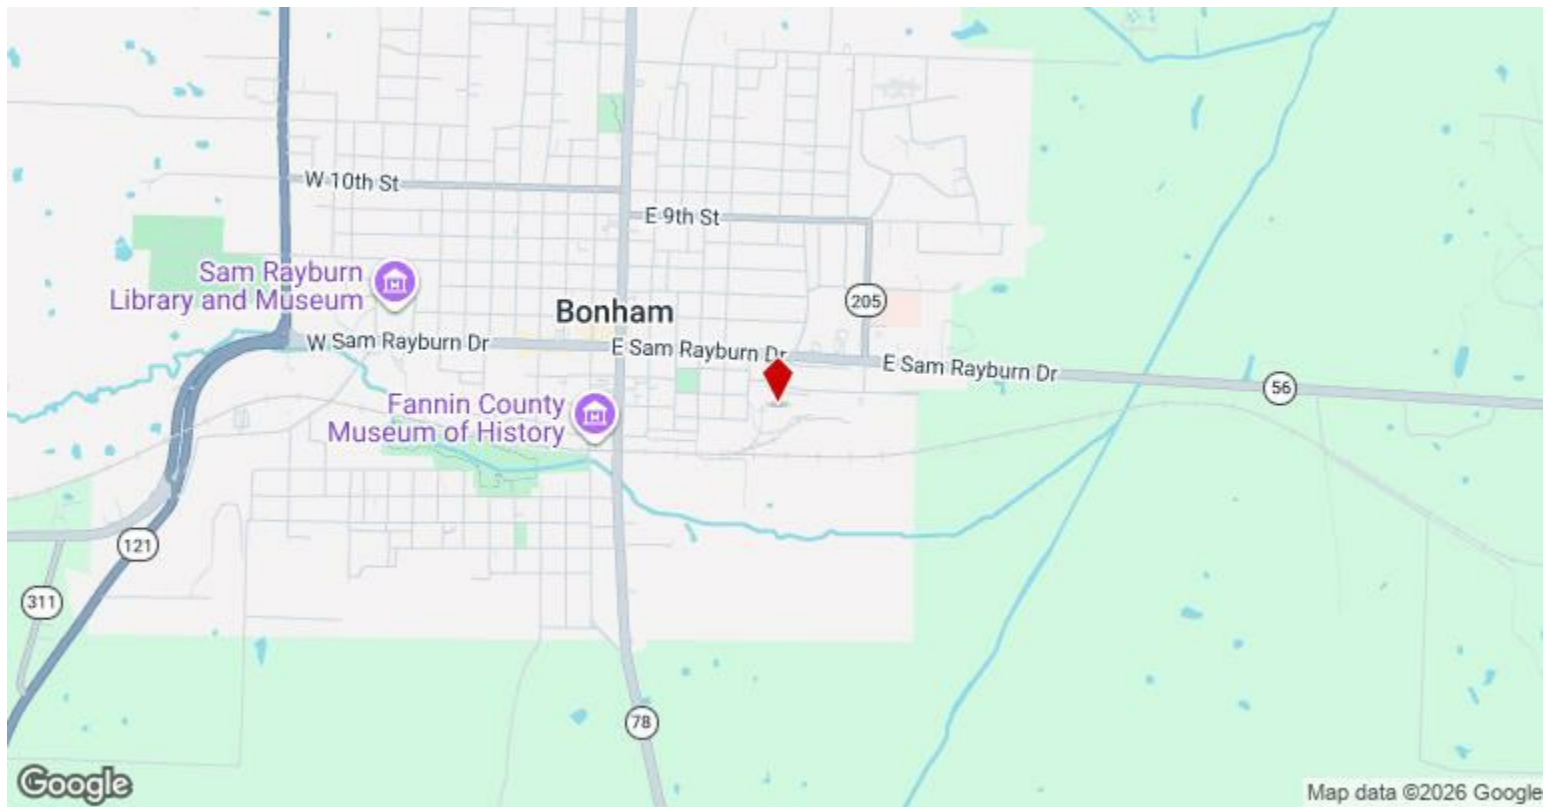 W 10th St
E 9th St
Sam Rayburn
Library and Museum
205
Bonham
W Sam Rayburn Dr
E Sam Rayburn Dr
E Sam Rayburn Dr
56
Fannin County
Museum of History
121
311
78
Google
Map data ©2026 Google